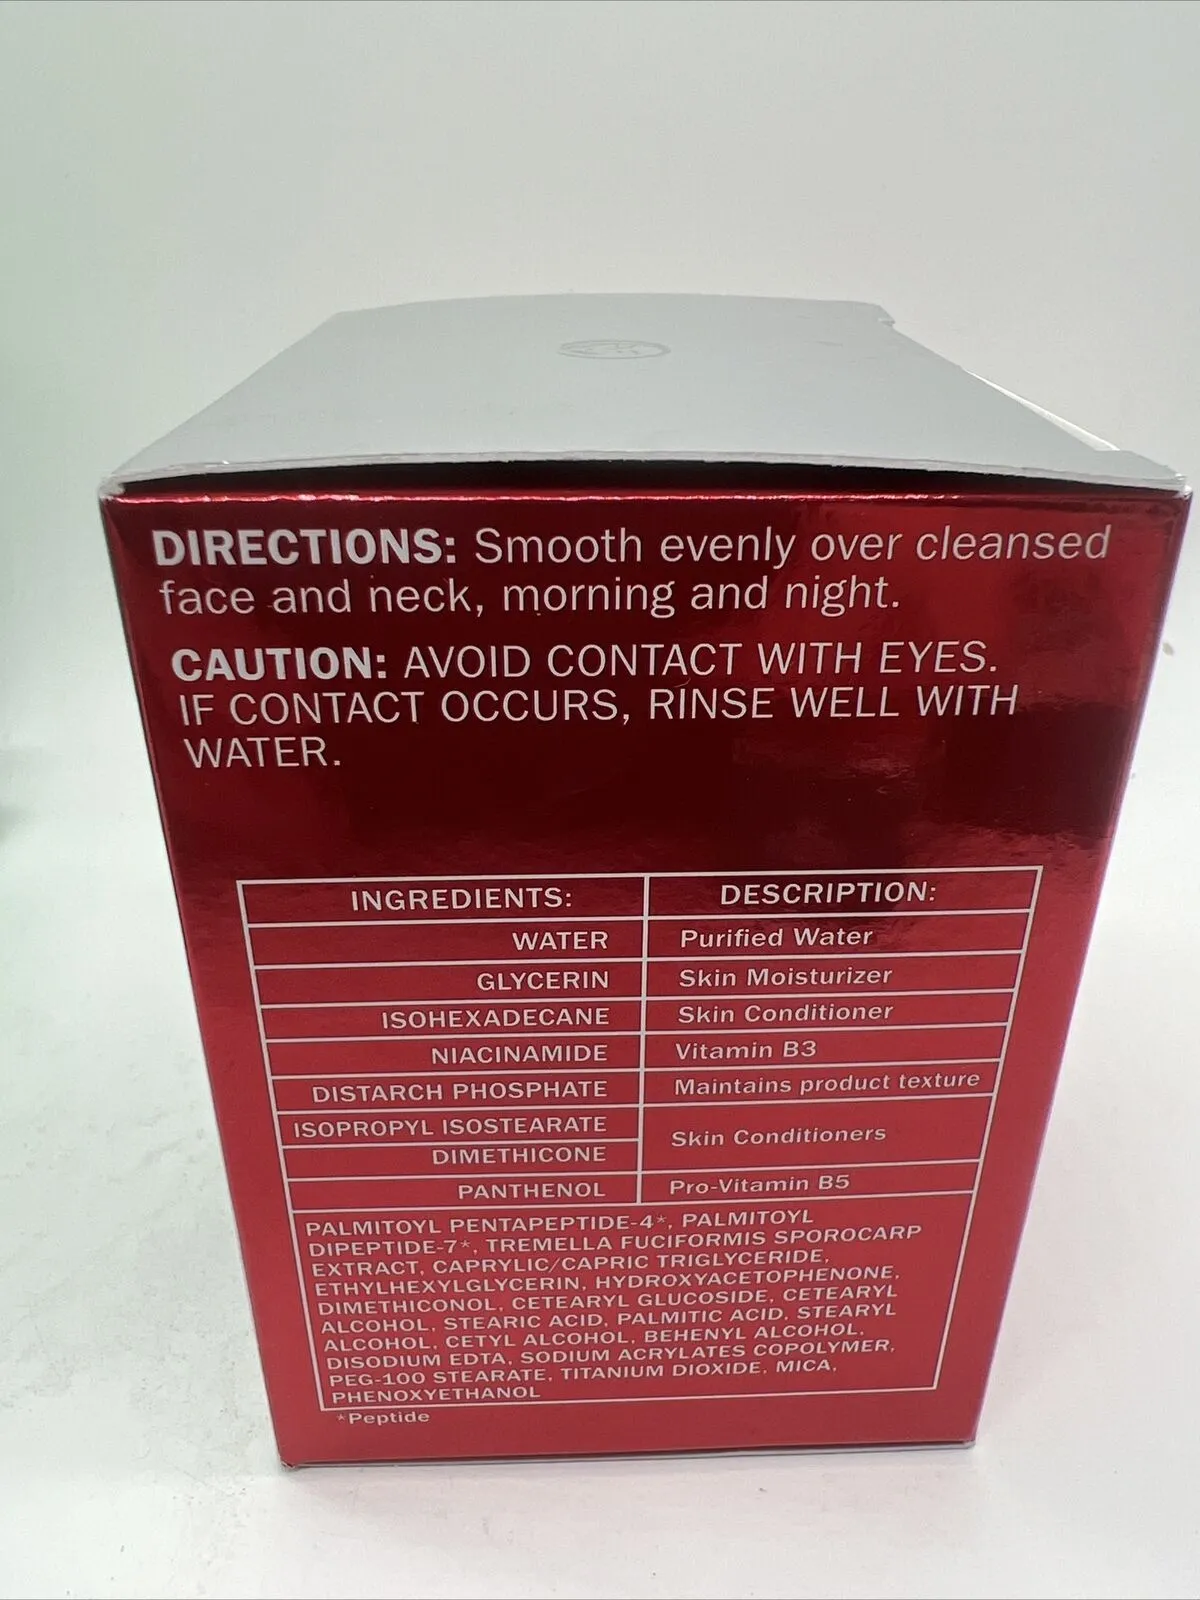 DIRECTIONS: Smooth evenly over cleansed
face and neck, morning and night.
CAUTION: AVOID CONTACT WITH EYES.
IF CONTACT OCCURS, RINSE WELL WITH
WATER.
INGREDIENTS: DESCRIPTION:
WATER Purified Water
GLYCERIN Skin Moisturizer
ISOHEXADECANE Skin Conditioner
NIACINAMIDE Vitamin B3
DISTARCH PHOSPHATE Maintains product texture
ISOPROPYL ISOSTEARATE
DIMETHICONE Skin Conditioners
PANTHENOL Pro-Vitamin B5
PALMITOYL PENTAPEPTIDE-4*, PALMITOYL
DIPEPTIDE-7*, TREMELLA FUCIFORMIS SPOROCARP
EXTRACT, CAPRYLIC/CAPRIC TRIGLYCERIDE,
ETHYLHEXYLGLYCERIN, HYDROXYACETOPHENONE,
DIMETHICONOL, CETEARYL GLUCOSIDE, CETEARYL
ALCOHOL, STEARIC ACID, PALMITIC ACID, STEARYL
ALCOHOL, CETYL ALCOHOL, BEHENYL ALCOHOL,
DISODIUM EDTA, SODIUM ACRYLATES COPOLYMER,
PEG-100 STEARATE, TITANIUM DIOXIDE, MICA,
PHENOXYETHANOL
*Peptide